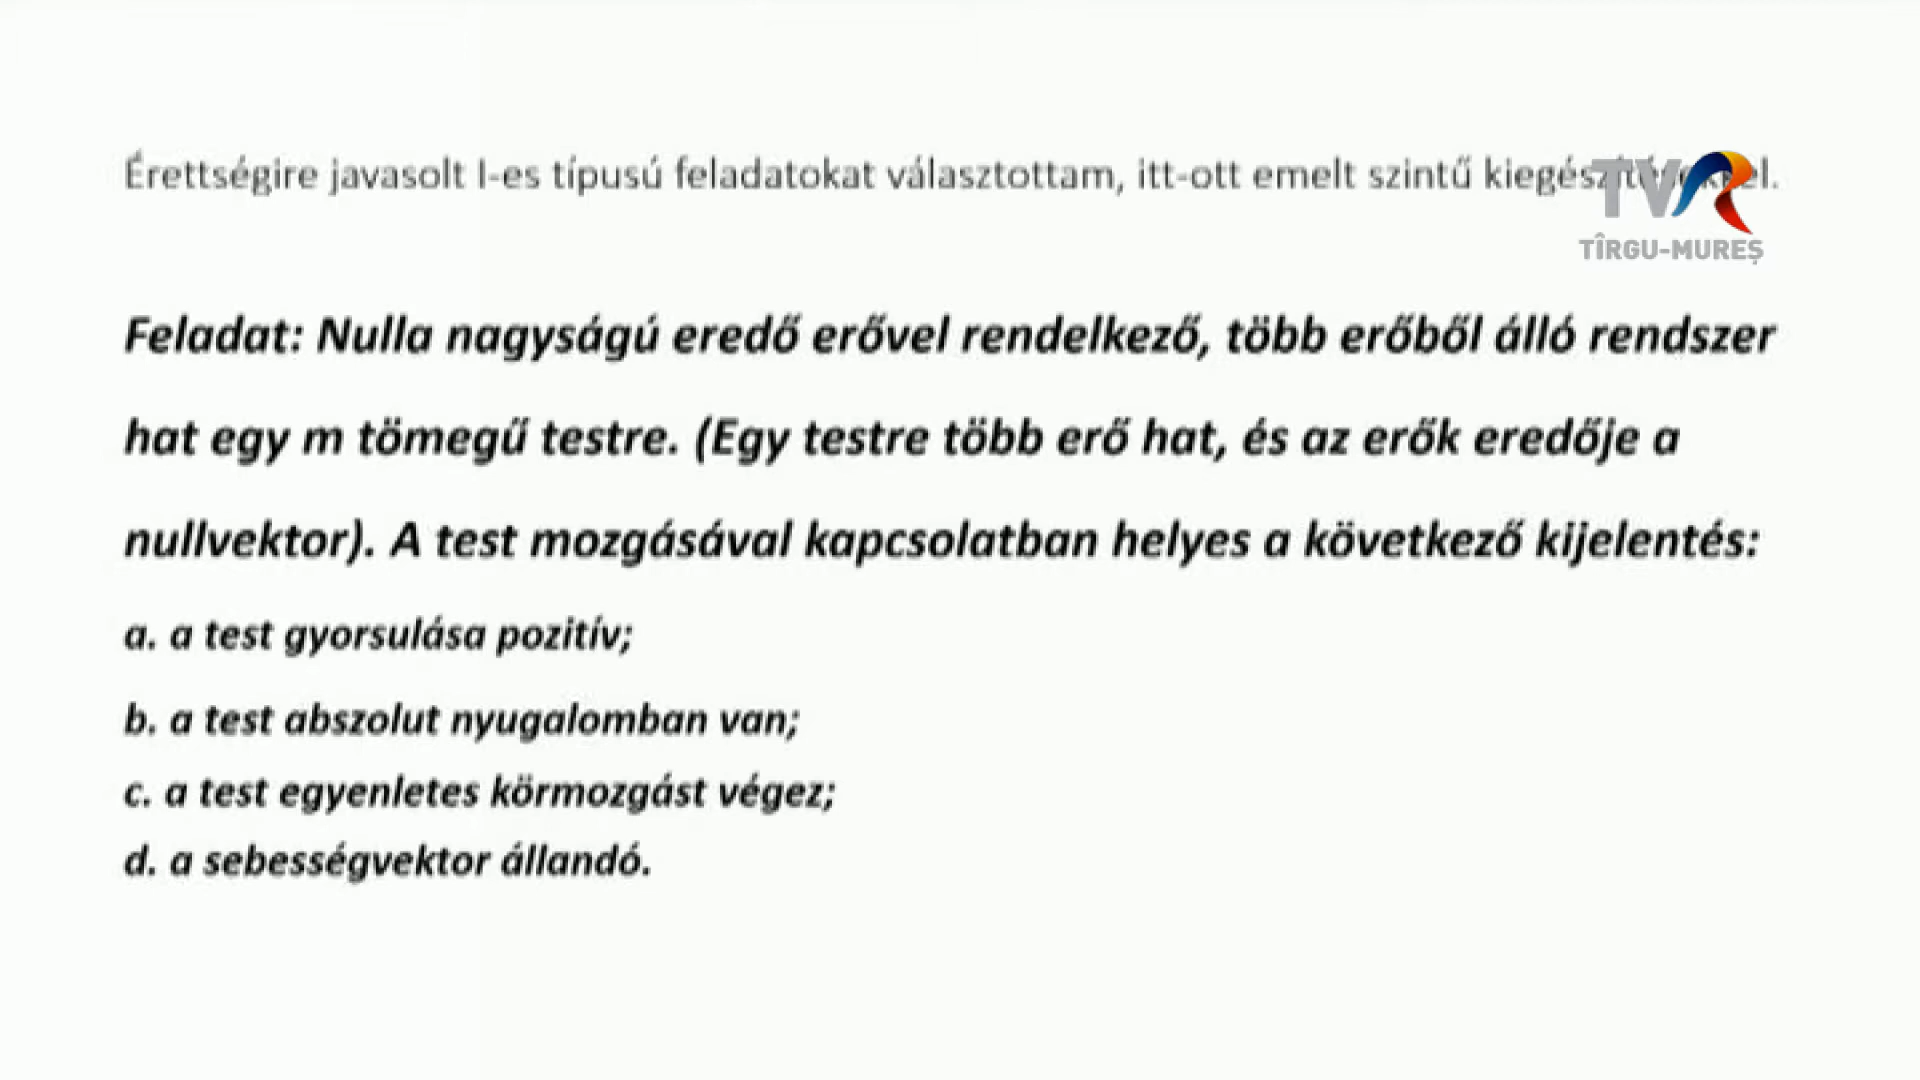 Érettségire javasolt I-es típusú feladatokat választottam, itt-ott emelt szintű
TVR
TÎRGU-MUREȘ
Feladat: Nulla nagyságú eredő erővel rendelkező, több erőből álló rendszer
hat egy m tömegű testre. (Egy testre több erő hat, és az erők eredője a
nullvektor). A test mozgásával kapcsolatban helyes a következő kijelentés:
a. a test gyorsulása pozitív;
b. a test abszolut nyugalomban van;
c. a test egyenletes körmozgást végez;
d. a sebességvektor állandó.